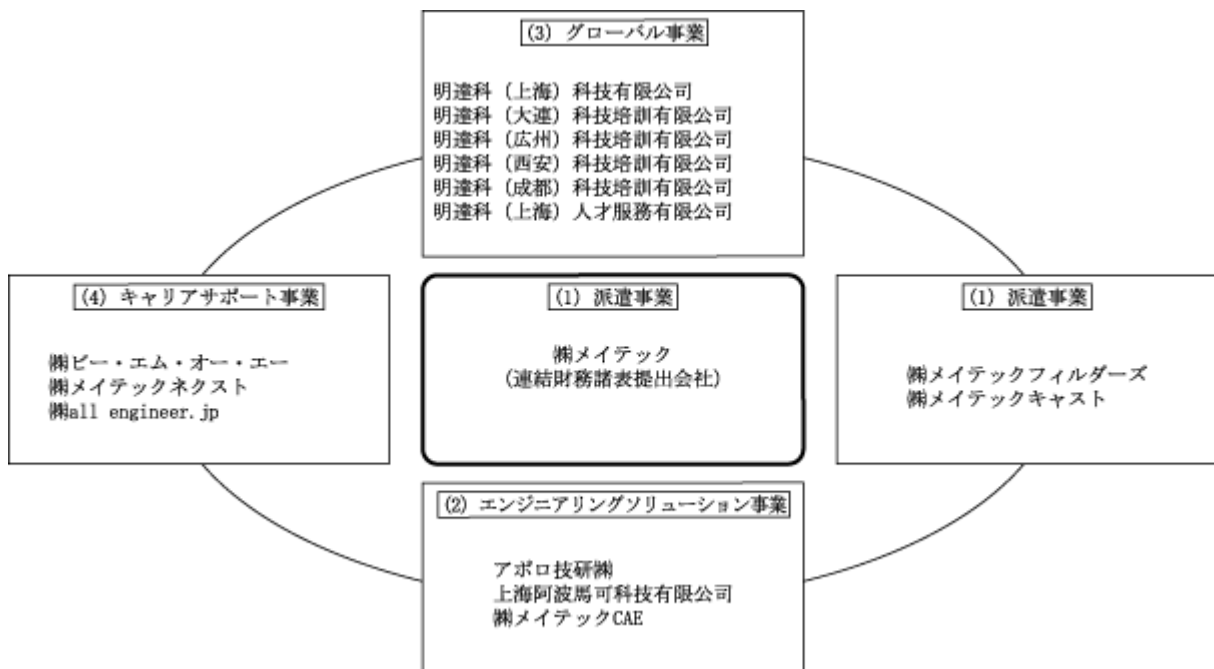 (3) グローバル事業
明達科（上海）科技有限公司
明達科（大連）科技培訓有限公司
明達科（広州）科技培訓有限公司
明達科（西安）科技培訓有限公司
明達科（成都）科技培訓有限公司
明達科（上海）人才服務有限公司
(4) キャリアサポート事業
㈱ビー・エム・オー・エー
㈱メイテックネクスト
㈱all engineer.jp
(1) 派遣事業
㈱メイテック
(連結財務諸表提出会社)
(1) 派遣事業
㈱メイテックフィルダーズ
㈱メイテックキャスト
(2) エンジニアリングソリューション事業
アポロ技研㈱
上海阿波馬可科技有限公司
㈱メイテックCAE